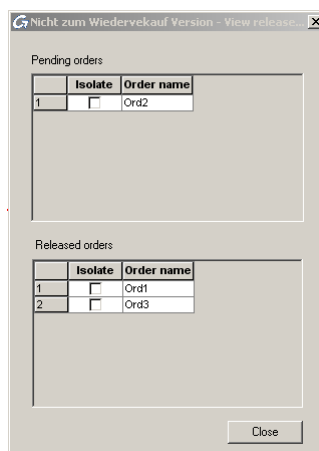 Nicht zum Wiedervekauf Version - View release...
Pending orders
Isolate Order name
1 Ord2
Released orders
Isolate Order name
1 Ord1
2 Ord3
Close